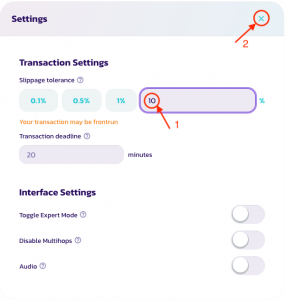 Settings
2
Transaction Settings
Slippage tolerance
0.1% 0.5% 1% 10 %
1
Your transaction may be frontrun
Transaction deadline
20 minutes
Interface Settings
Toggle Expert Mode
Disable Multihops
Audio